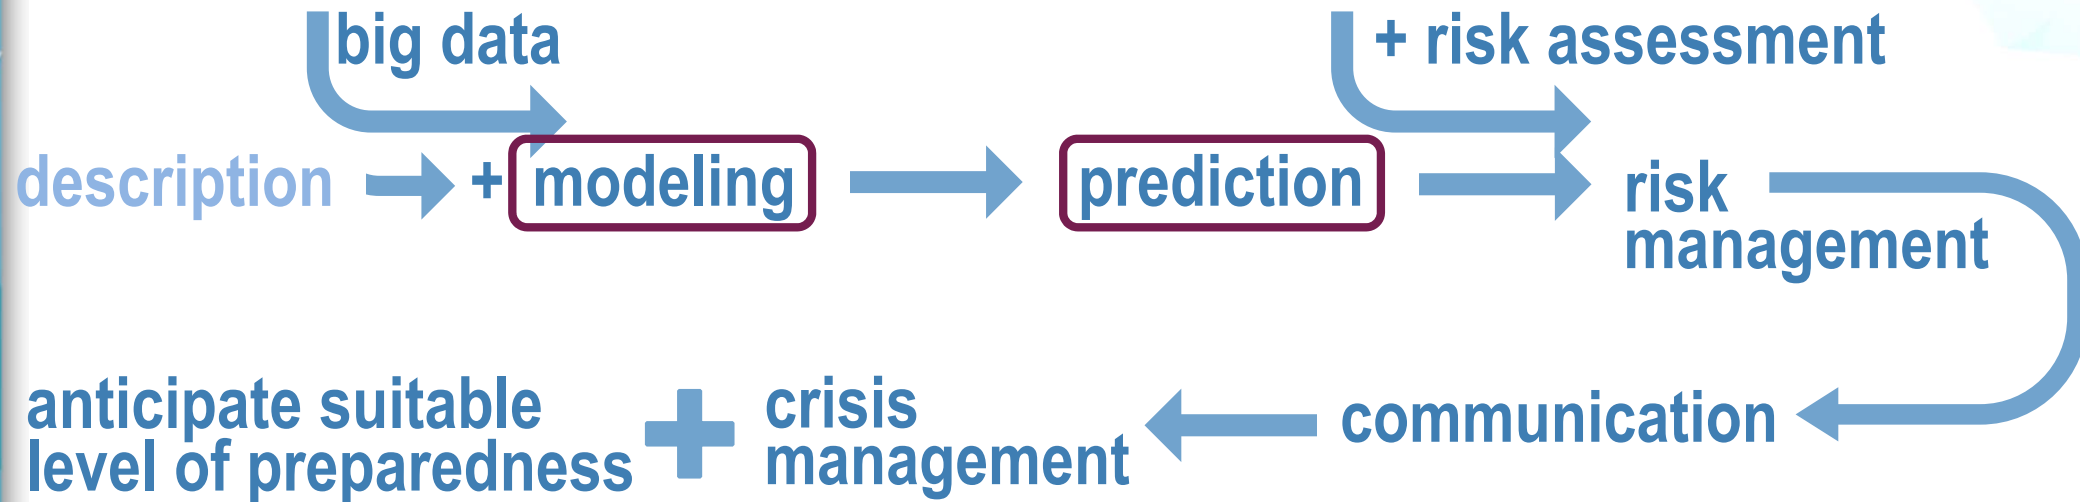 big data
+ risk assessment
description + modeling prediction
risk
management
anticipate suitable
level of preparedness
crisis
management
communication